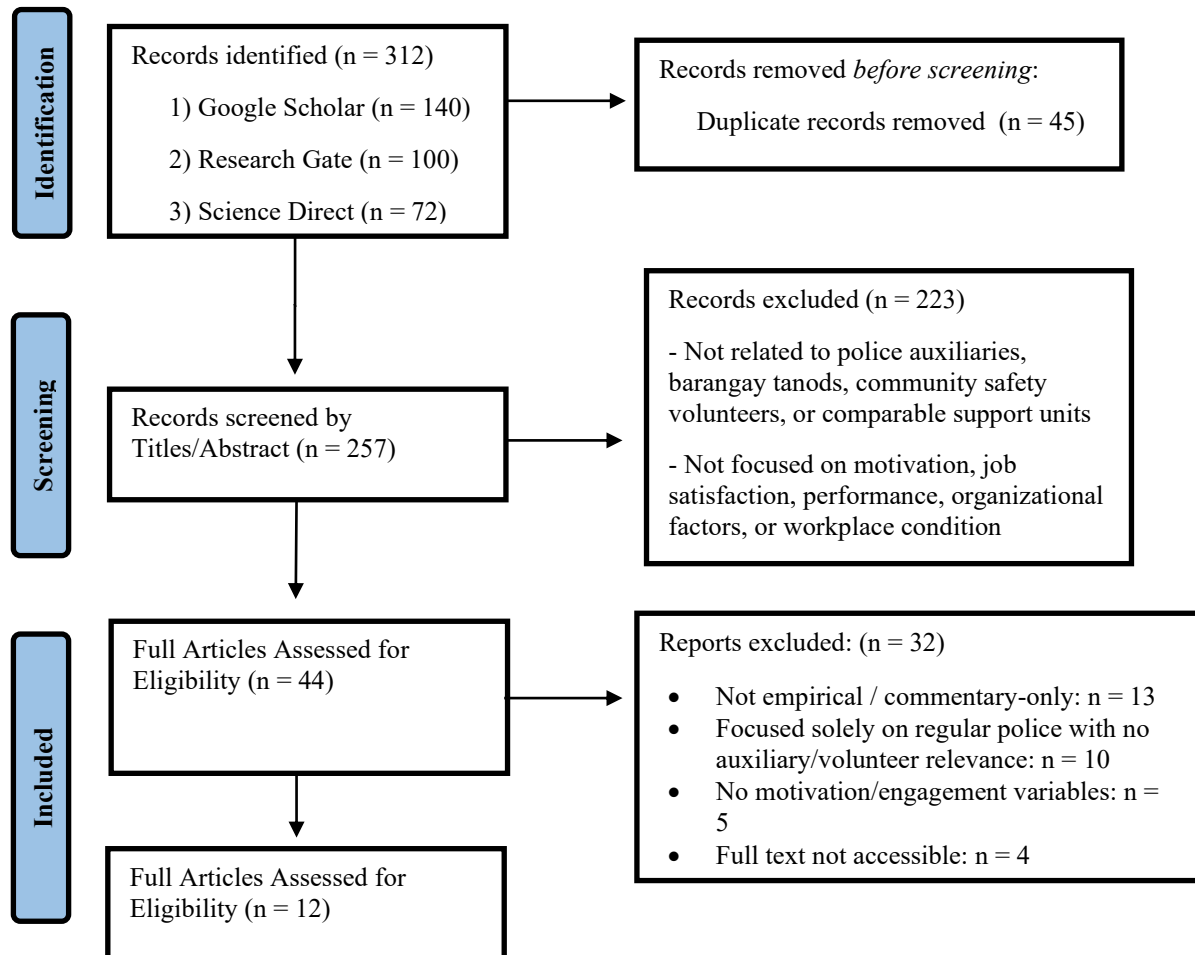 Identification
Records identified (n = 312)
1) Google Scholar (n = 140)
2) Research Gate (n = 100)
3) Science Direct (n = 72)
Records removed before screening:
Duplicate records removed (n = 45)
Screening
Records screened by
Titles/Abstract (n = 257)
Records excluded (n = 223)
- Not related to police auxiliaries,
barangay tanods, community safety
volunteers, or comparable support units
- Not focused on motivation, job
satisfaction, performance, organizational
factors, or workplace condition
Included
Full Articles Assessed for
Eligibility (n = 44)
Reports excluded: (n = 32)
• Not empirical / commentary-only: n = 13
• Focused solely on regular police with no
auxiliary/volunteer relevance: n = 10
• No motivation/engagement variables: n =
5
• Full text not accessible: n = 4
Full Articles Assessed for
Eligibility (n = 12)